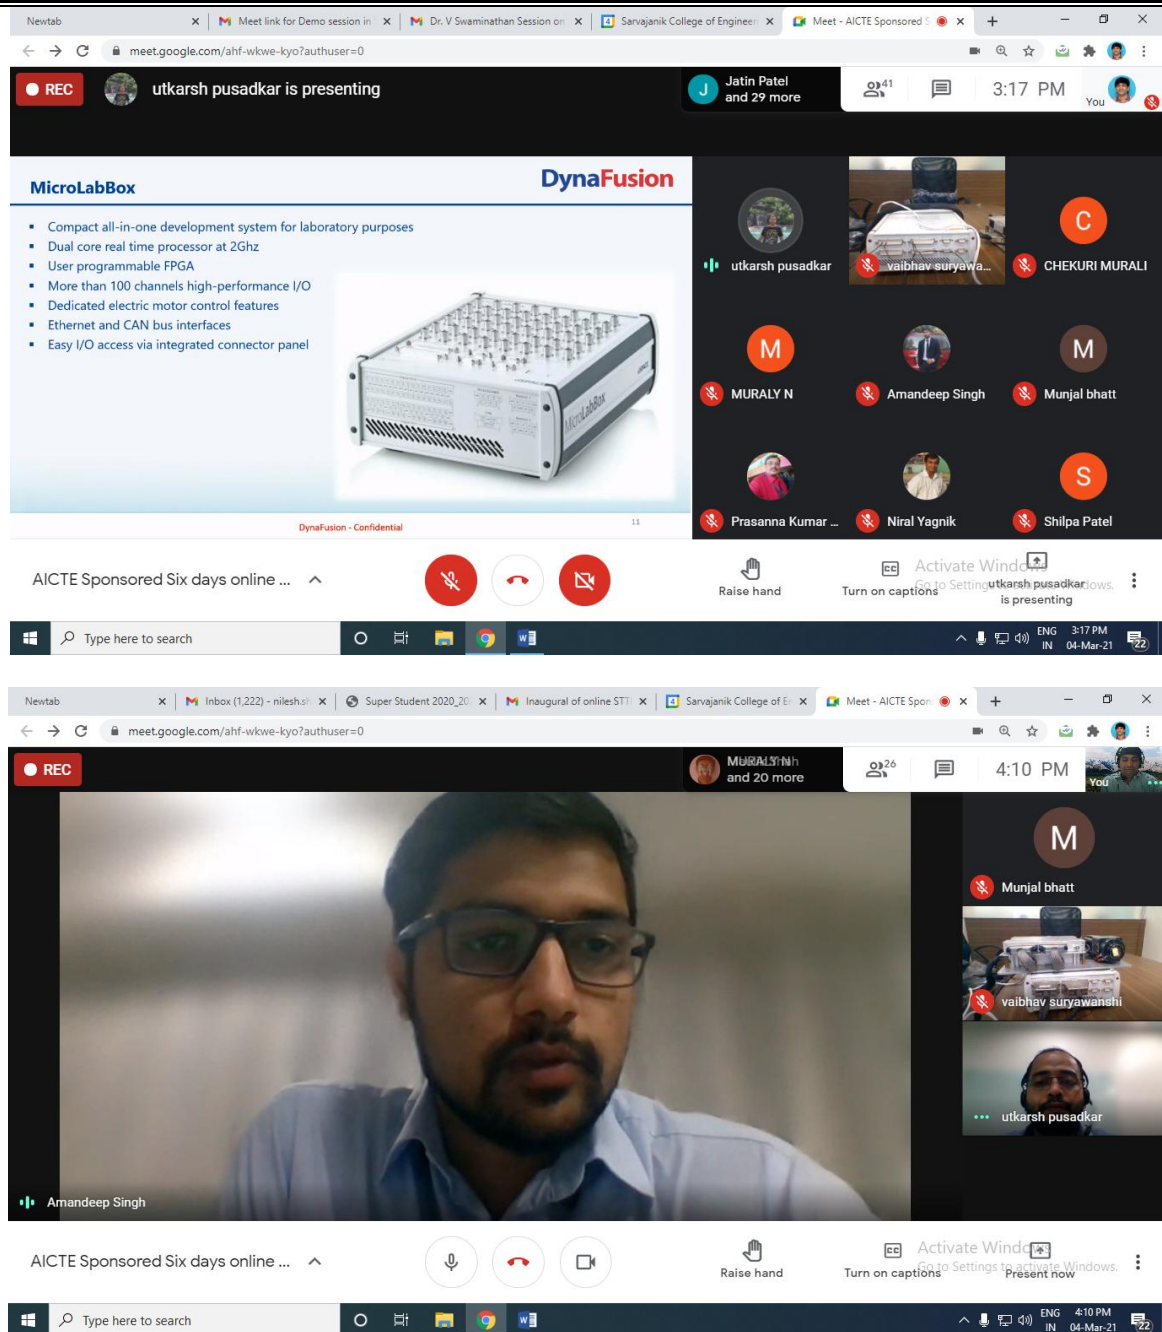 Newtab
Meet link for Demo session in
Dr. V Swaminathan Session on
Sarvajanik College of Engineer
Meet - AICTE Sponsored S
meet.google.com/ahf-wkwe-kyo?authuser=0
REC
utkarsh pusadkar is presenting
J
Jatin Patel
and 29 more
41
3:17 PM
You
MicroLabBox
DynaFusion
Compact all-in-one development system for laboratory purposes
Dual core real time processor at 2Ghz
User programmable FPGA
More than 100 channels high-performance I/O
Dedicated electric motor control features
Ethernet and CAN bus interfaces
Easy I/O access via integrated connector panel
MicroLabBox
DynaFusion - Confidential
11
utkarsh pusadkar
vaibhav suryawa...
C
CHEKURI MURALI
M
MURALY N
Amandeep Singh
M
Munjal bhatt
Prasanna Kumar ...
Niral Yagnik
S
Shilpa Patel
AICTE Sponsored Six days online ...
Raise hand
Turn on captions
utkarsh pusadkar
is presenting
Activate Windows
Type here to search
ENG
IN
3:17 PM
04-Mar-21
22
Newtab
Inbox (1,222) - nilesh.sh
Super Student 2020_20
Inaugural of online STT
Sarvajanik College of En
Meet - AICTE Spon
meet.google.com/ahf-wkwe-kyo?authuser=0
REC
MURALY N
and 20 more
26
4:10 PM
You
M
Munjal bhatt
vaibhav suryawanshi
utkarsh pusadkar
Amandeep Singh
AICTE Sponsored Six days online ...
Raise hand
Turn on captions
Present now
Activate Windows
Go to Settings to activate Windows.
Type here to search
ENG
IN
4:10 PM
04-Mar-21
22